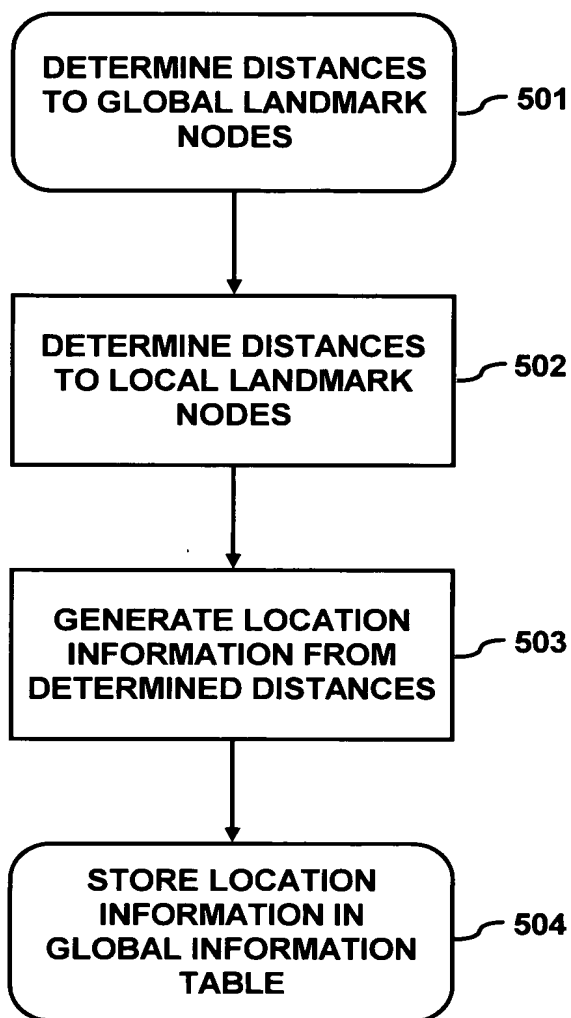 DETERMINE DISTANCES
TO GLOBAL LANDMARK
NODES
501
DETERMINE DISTANCES
TO LOCAL LANDMARK
NODES
502
GENERATE LOCATION
INFORMATION FROM
DETERMINED DISTANCES
503
STORE LOCATION
INFORMATION IN
GLOBAL INFORMATION
TABLE
504